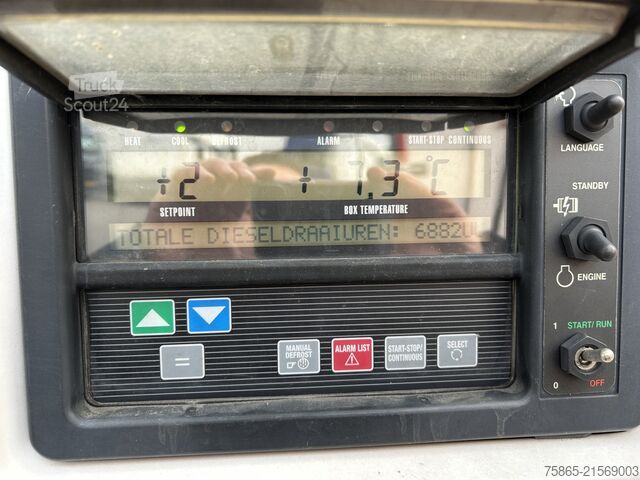 Truck
Scout24
HEAT COOL DEFROST ALARM START-STOP CONTINUOUS
+2 + 7,3 °C
SETPOINT BOX TEMPERATURE
TOTALE DIESELDRAAIUREN: 6882UU
LANGUAGE
STANDBY
ENGINE
1 START/RUN
0 OFF
=
MANUAL DEFROST
ALARM LIST
START-STOP/ CONTINUOUS
SELECT
75865-21569003